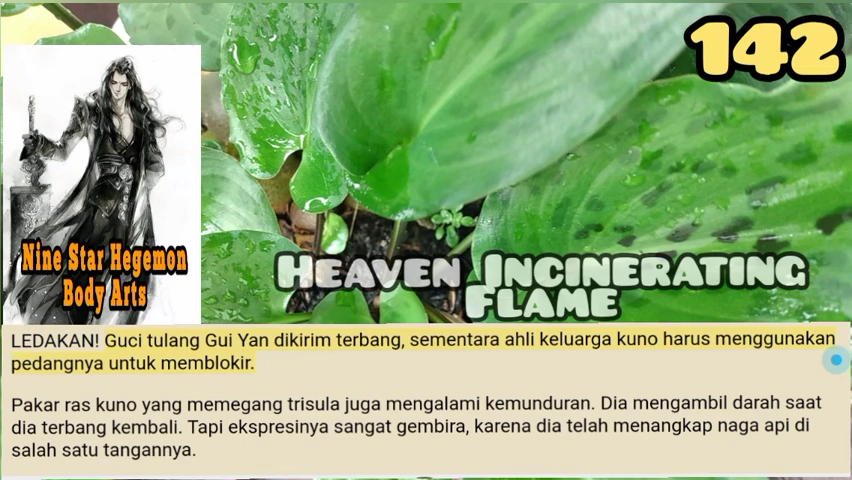 142
Nine Star Hegemon
Body Arts
Heaven Incinerating
Flame
LEDAKAN! Guci tulang Gui Yan dikirim terbang, sementara ahli keluarga kuno harus menggunakan
pedangnya untuk memblokir.
Pakar ras kuno yang memegang trisula juga mengalami kemunduran. Dia mengambil darah saat
dia terbang kembali. Tapi ekspresinya sangat gembira, karena dia telah menangkap naga api di
salah satu tangannya.